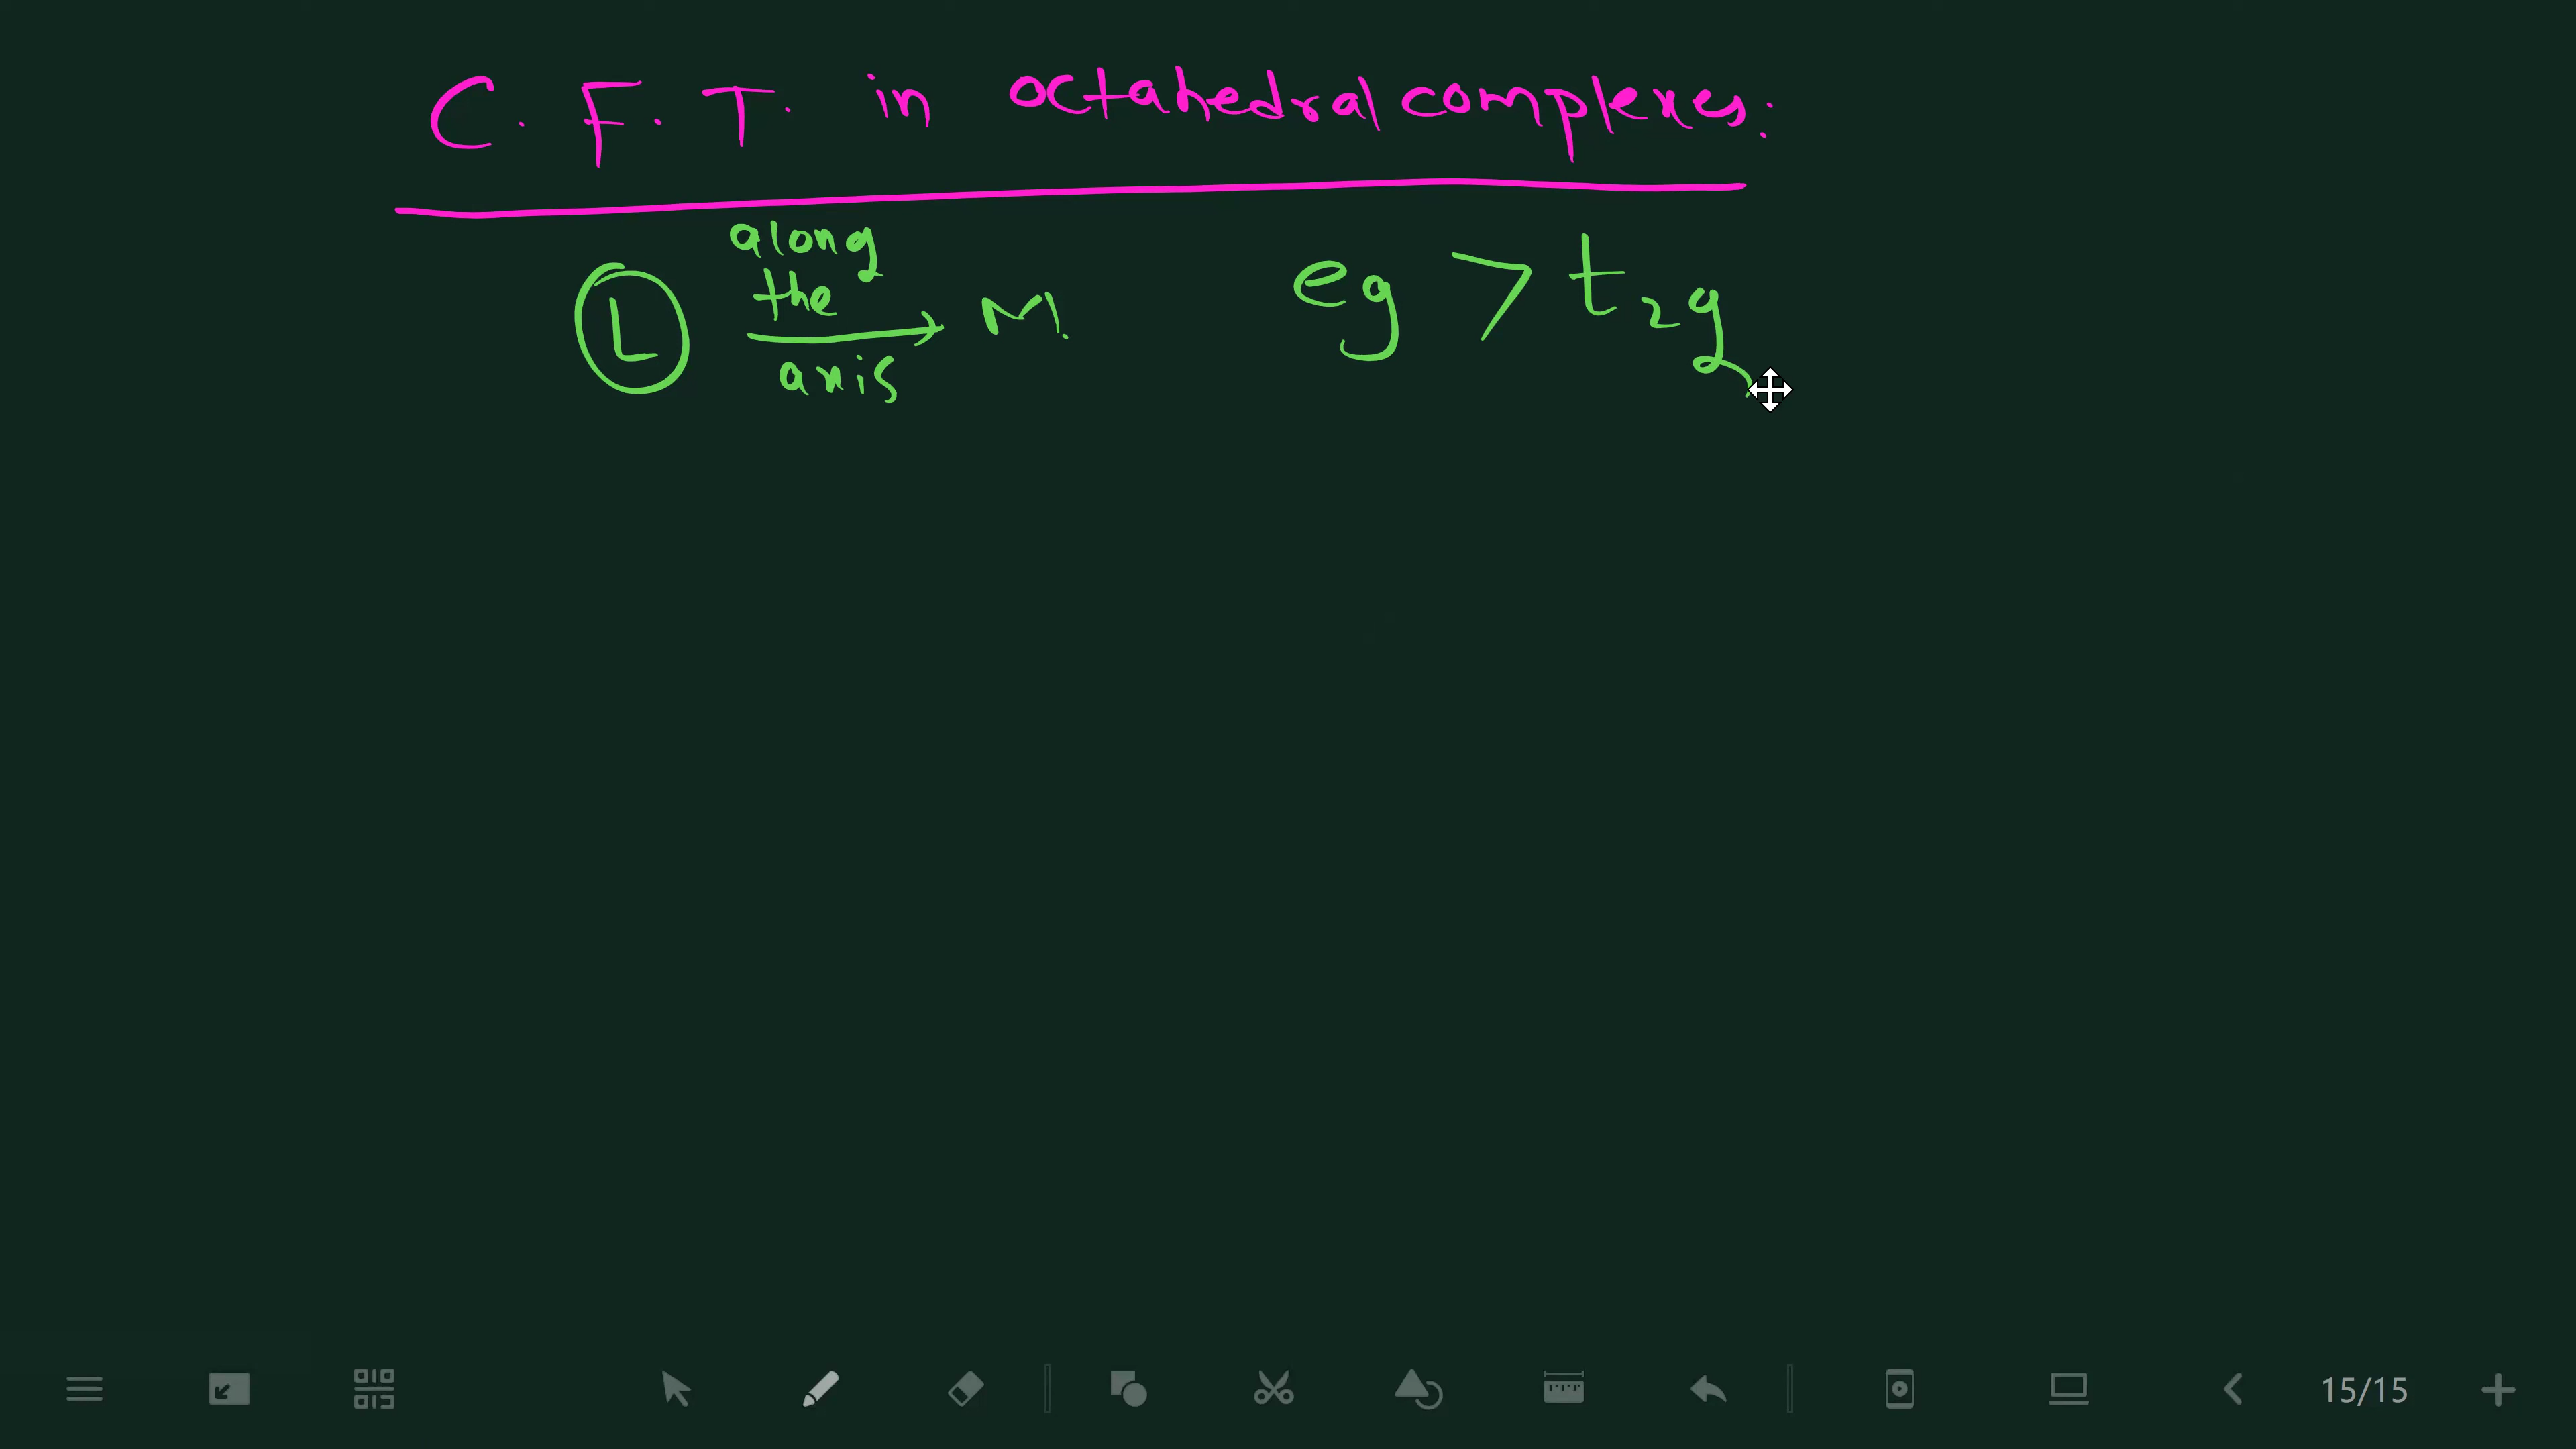 C. F. T. in octahedral complexes:
along
the
L → M.
axis
eg > t2g
15/15